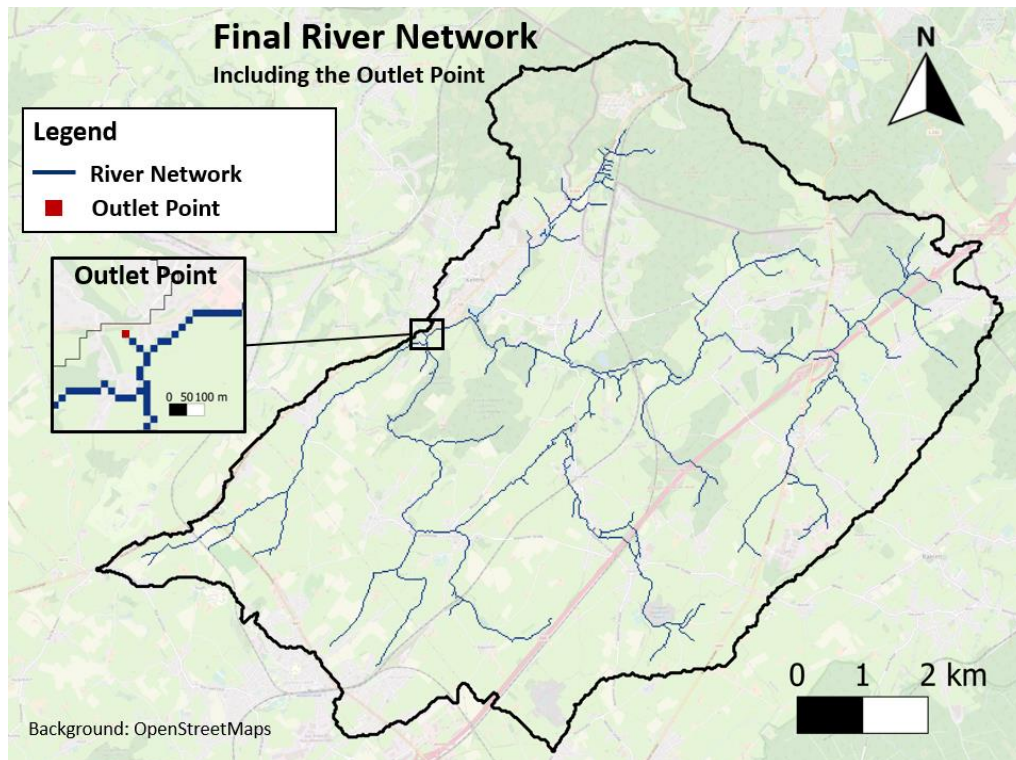 Final River Network
Including the Outlet Point
N
Legend
River Network
Outlet Point
Outlet Point
0 50 100 m
0 1 2 km
Background: OpenStreetMaps